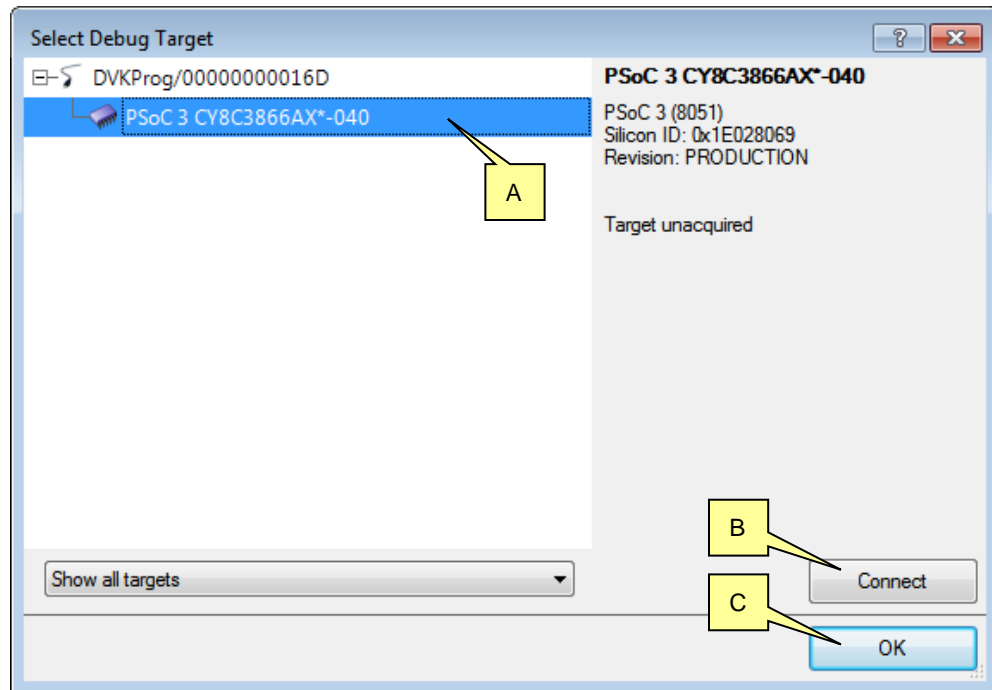 Select Debug Target
DVKProg/00000000016D
PSoC 3 CY8C3866AX*-040
A
PSoC 3 CY8C3866AX*-040
PSoC 3 (8051)
Silicon ID: 0x1E028069
Revision: PRODUCTION
Target unacquired
B
Show all targets
Connect
C
OK